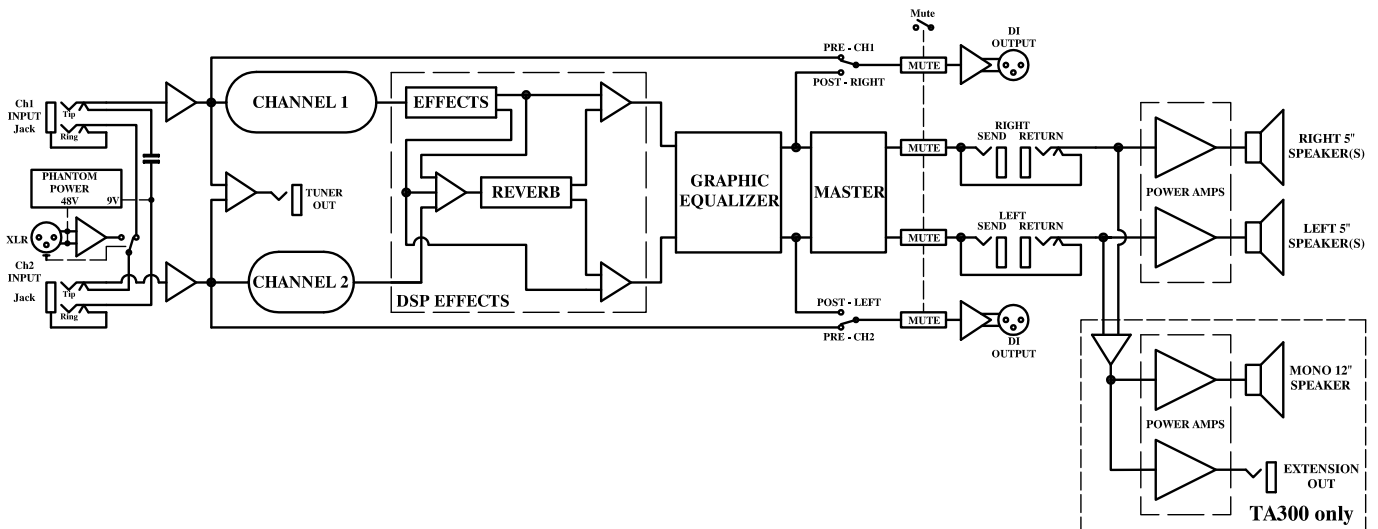 Mute
DI
OUTPUT
PRE - CH1
POST - RIGHT
MUTE
Ch1
INPUT
Jack
Tip
Ring
CHANNEL 1
EFFECTS
PHANTOM
POWER
48V
9V
XLR
TUNER
OUT
REVERB
GRAPHIC
EQUALIZER
MASTER
MUTE
RIGHT
SEND
RETURN
RIGHT 5"
SPEAKER(S)
POWER AMPS
MUTE
LEFT
SEND
RETURN
LEFT 5"
SPEAKER(S)
Ch2
INPUT
Jack
Tip
Ring
CHANNEL 2
DSP EFFECTS
POST - LEFT
PRE - CH2
MUTE
DI
OUTPUT
MONO 12"
SPEAKER
POWER AMPS
EXTENSION
OUT
TA300 only